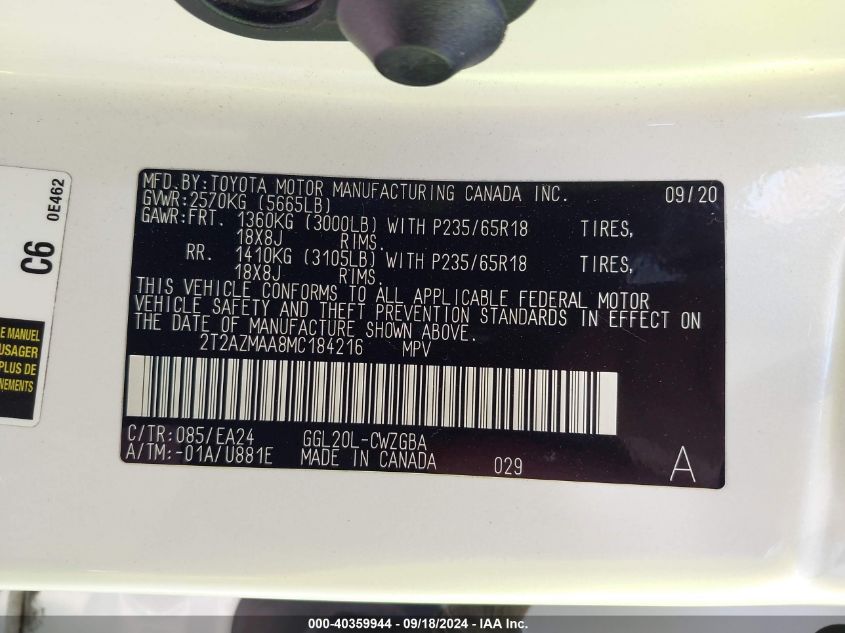 MFD.BY:TOYOTA MOTOR MANUFACTURING CANADA INC. 09/20
GVWR:2570KG (5665LB)
GAWR:FRT. 1360KG (3000LB) WITH P235/65R18 TIRES,
18X8J RIMS.
RR. 1410KG (3105LB) WITH P235/65R18 TIRES,
18X8J RIMS.
THIS VEHICLE CONFORMS TO ALL APPLICABLE FEDERAL MOTOR
VEHICLE SAFETY AND THEFT PREVENTION STANDARDS IN EFFECT ON
THE DATE OF MANUFACTURE SHOWN ABOVE.
2T2AZMAA8MC184216 MPV
C/TR:085/EA24 GGL20L-CWZGBA
A/TM:-01A/U881E MADE IN CANADA 029 A
C6 0E462
E MANUEL
USAGER
PLUS DE
NEMENTS
000-40359944 - 09/18/2024 - IAA Inc.